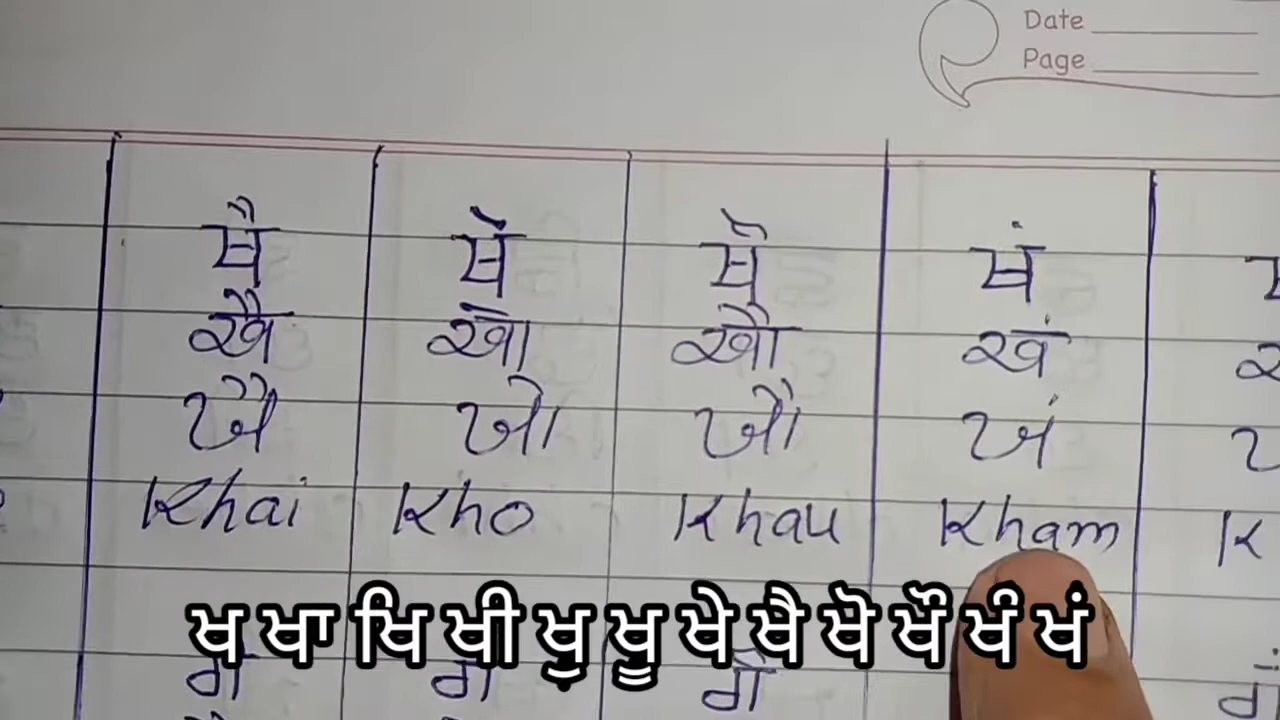 Date
Page
ਖੈ ਖੋ ਖੌ ਖੰ
खै खो खौ खं
ખૈ ખો ખૌ ખં
Khai Kho Khau Kham K
ਖ ਖਾ ਖਿ ਖੀ ਖੁ ਖੂ ਖੇ ਖੈ ਖੋ ਖੌ ਖੰ ਖਂ